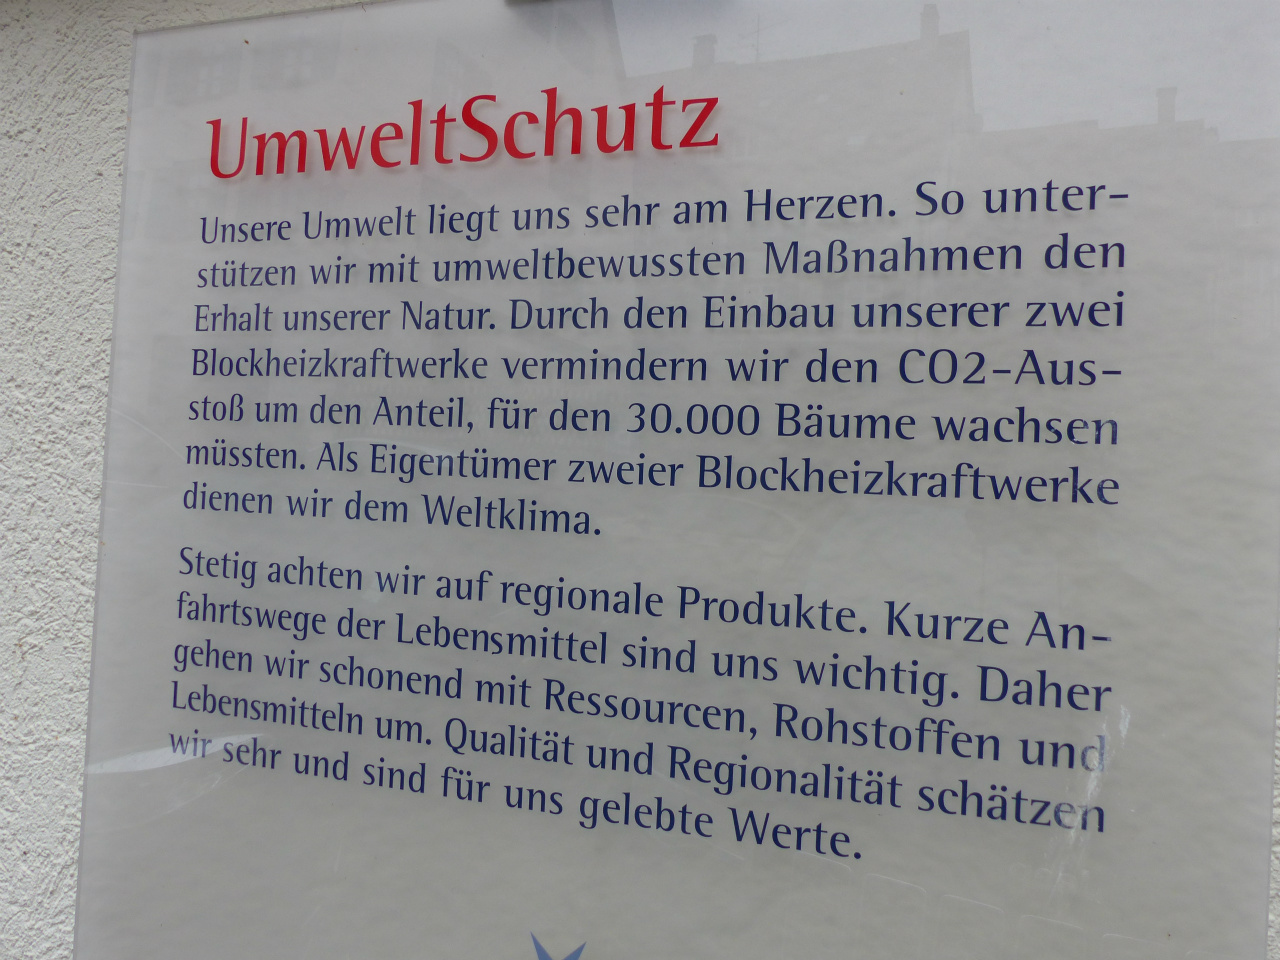 UmweltSchutz
Unsere Umwelt liegt uns sehr am Herzen. So unter-
stützen wir mit umweltbewussten Maßnahmen den
Erhalt unserer Natur. Durch den Einbau unserer zwei
Blockheizkraftwerke vermindern wir den CO2-Aus-
stoß um den Anteil, für den 30.000 Bäume wachsen
müssten. Als Eigentümer zweier Blockheizkraftwerke
dienen wir dem Weltklima.
Stetig achten wir auf regionale Produkte. Kurze An-
fahrtswege der Lebensmittel sind uns wichtig. Daher
gehen wir schonend mit Ressourcen, Rohstoffen und
Lebensmitteln um. Qualität und Regionalität schätzen
wir sehr und sind für uns gelebte Werte.